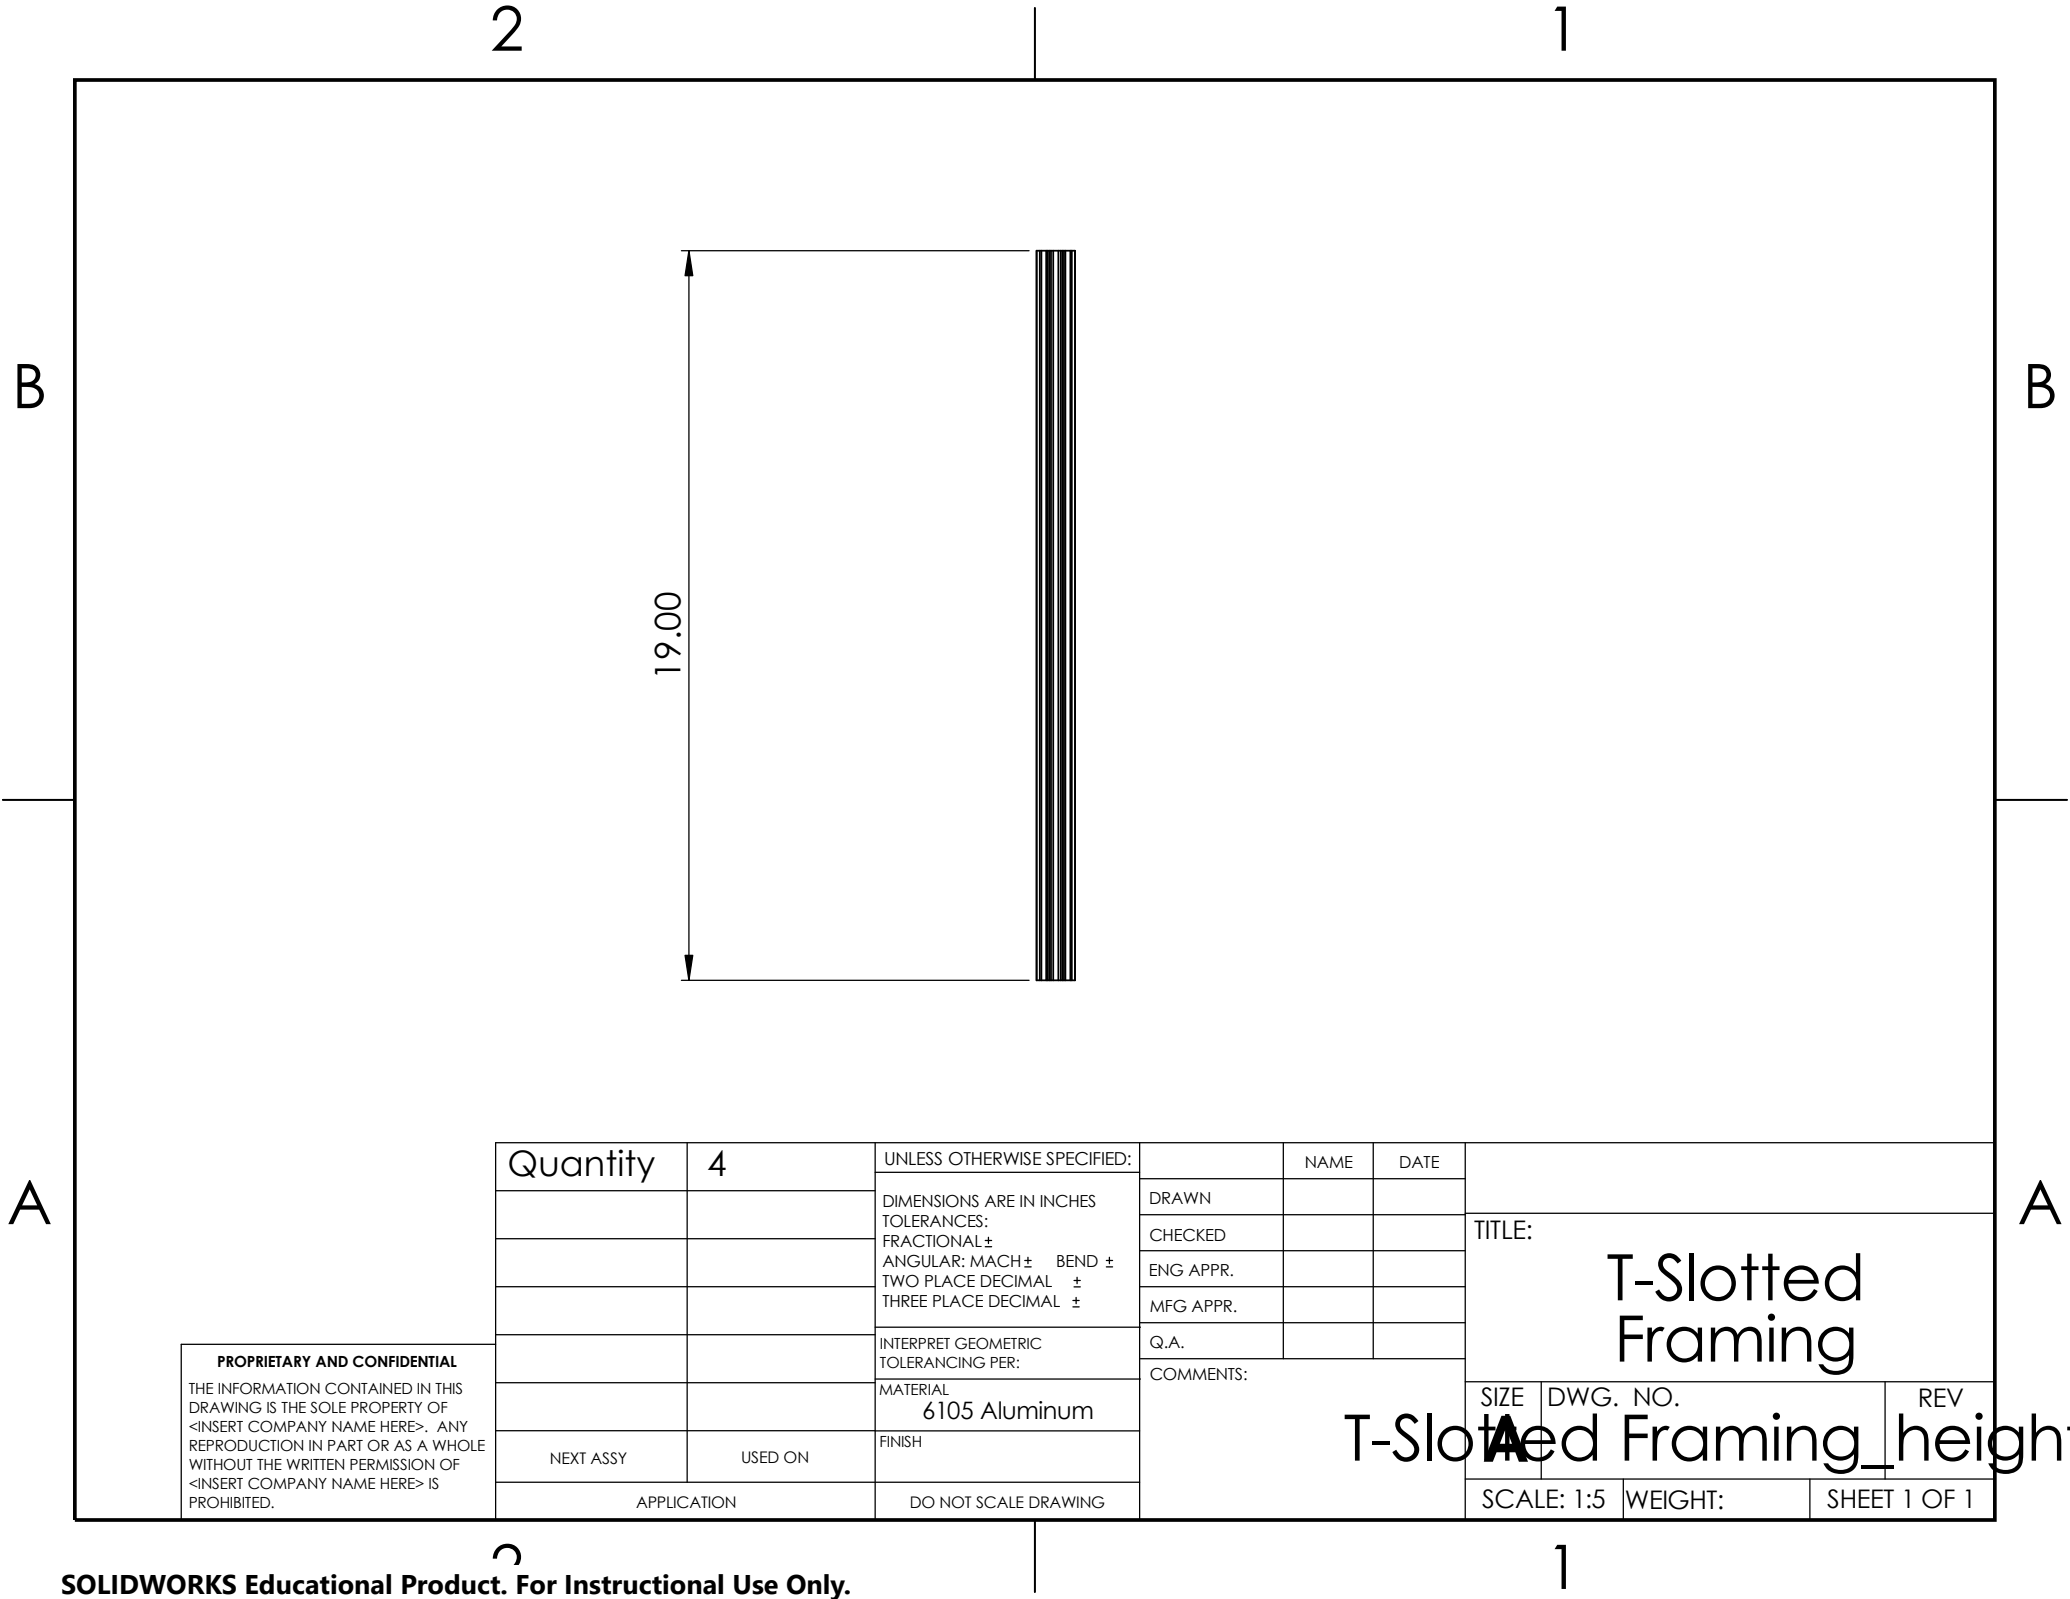 2
1
B
B
19.00
A
A
Quantity
4
UNLESS OTHERWISE SPECIFIED:
DIMENSIONS ARE IN INCHES
TOLERANCES:
FRACTIONAL ±
ANGULAR: MACH ± BEND ±
TWO PLACE DECIMAL ±
THREE PLACE DECIMAL ±
INTERPRET GEOMETRIC
TOLERANCING PER:
MATERIAL
6105 Aluminum
FINISH
DO NOT SCALE DRAWING
NEXT ASSY
USED ON
APPLICATION
NAME
DATE
DRAWN
CHECKED
ENG APPR.
MFG APPR.
Q.A.
COMMENTS:
TITLE:
T-Slotted
Framing
SIZE
A
DWG. NO.
REV
T-Slotted Framing_height
SCALE: 1:5
WEIGHT:
SHEET 1 OF 1
PROPRIETARY AND CONFIDENTIAL
THE INFORMATION CONTAINED IN THIS
DRAWING IS THE SOLE PROPERTY OF
<INSERT COMPANY NAME HERE>. ANY
REPRODUCTION IN PART OR AS A WHOLE
WITHOUT THE WRITTEN PERMISSION OF
<INSERT COMPANY NAME HERE> IS
PROHIBITED.
2
1
SOLIDWORKS Educational Product. For Instructional Use Only.